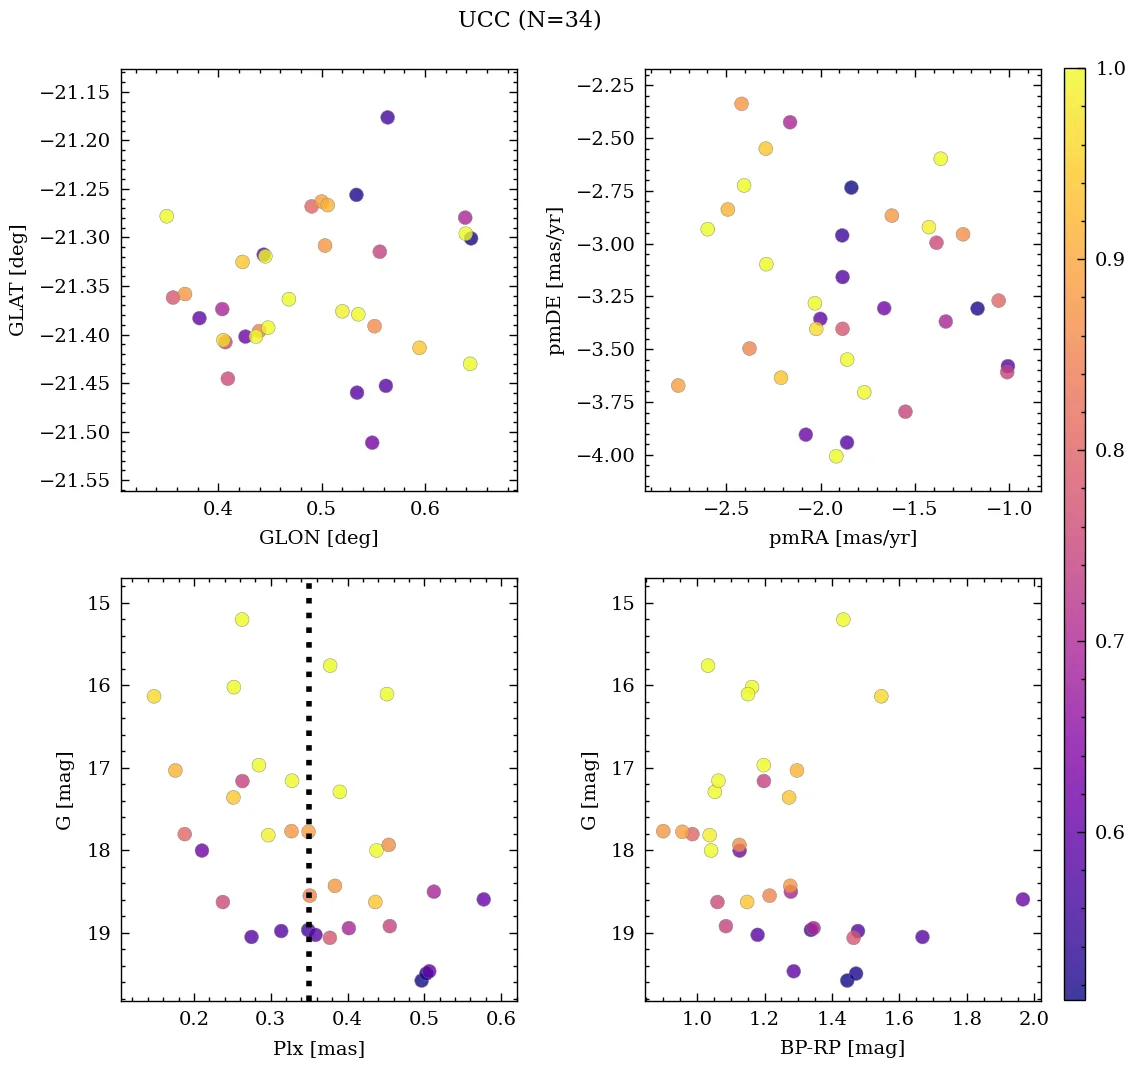 UCC (N=34)
−21.15
−21.20
−21.25
−21.30
−21.35
−21.40
−21.45
−21.50
−21.55
GLAT [deg]
0.4 0.5 0.6
GLON [deg]
−2.25
−2.50
−2.75
−3.00
−3.25
−3.50
−3.75
−4.00
pmDE [mas/yr]
−2.5 −2.0 −1.5 −1.0
pmRA [mas/yr]
15
16
17
18
19
G [mag]
0.2 0.3 0.4 0.5 0.6
Plx [mas]
15
16
17
18
19
G [mag]
1.0 1.2 1.4 1.6 1.8 2.0
BP-RP [mag]
1.0
0.9
0.8
0.7
0.6